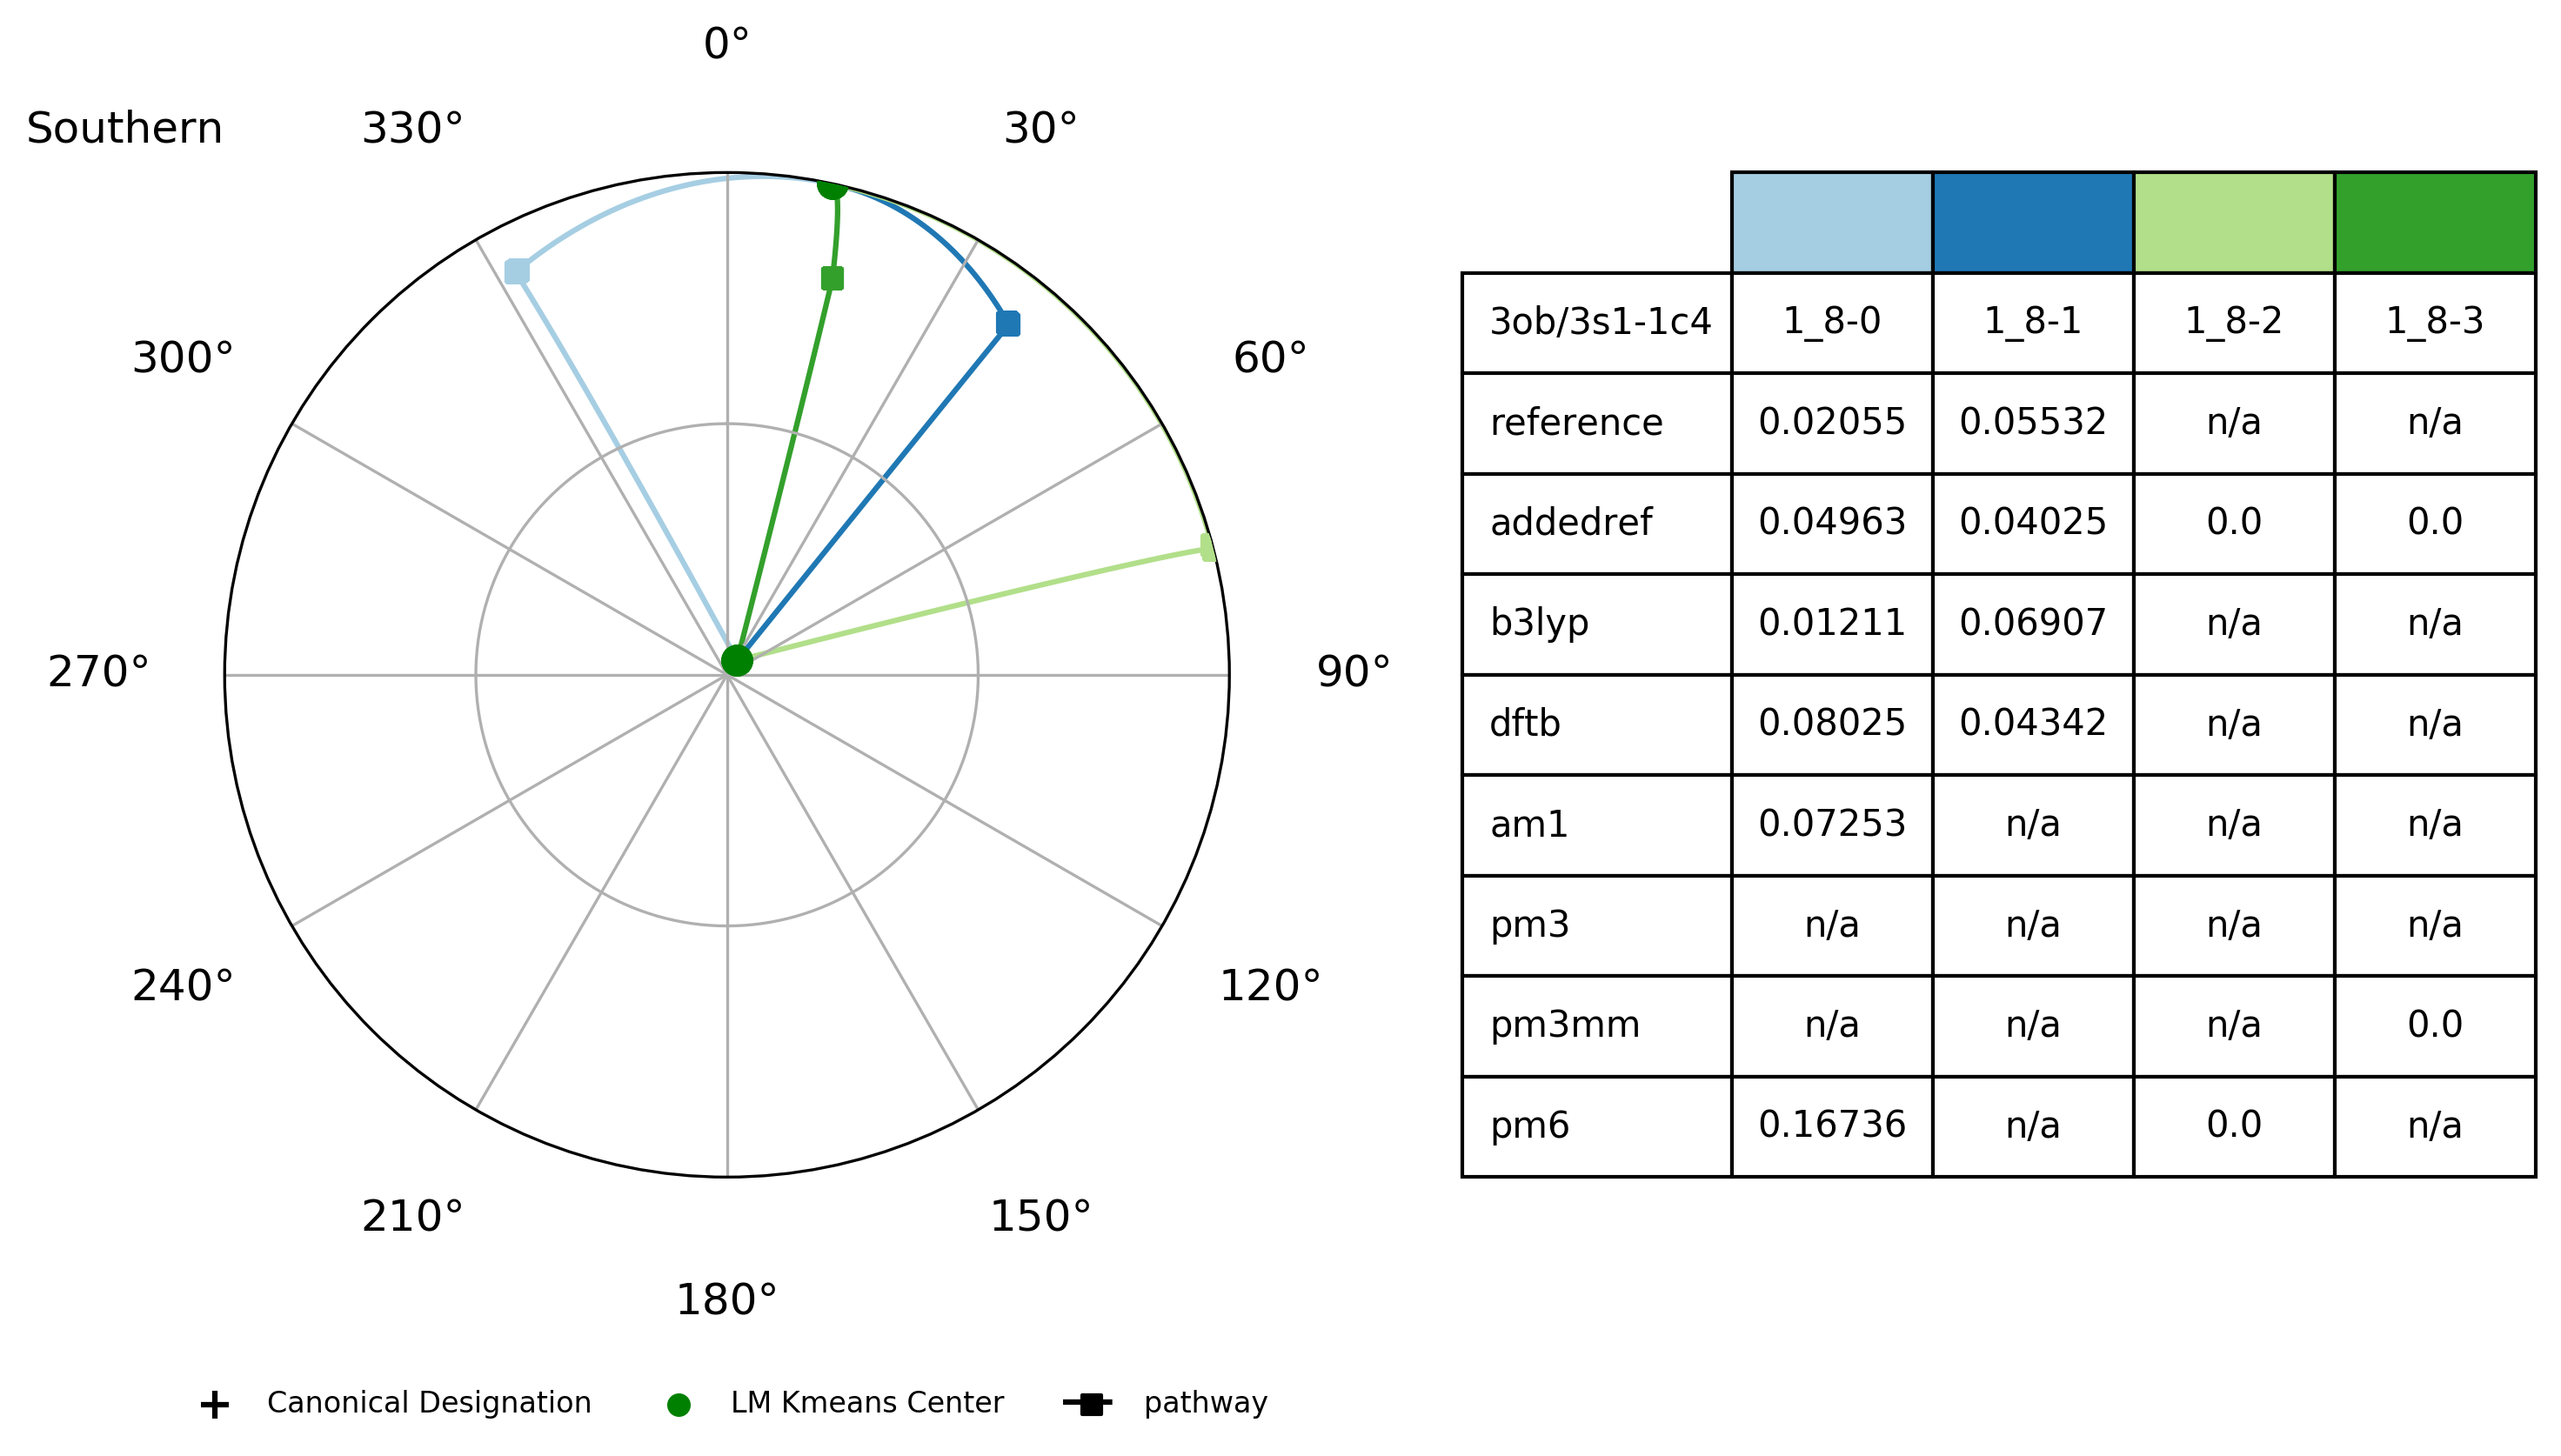 0°
Southern 330° 30°
300° 60°
270° 90°
240° 120°
210° 150°
180°
3ob/3s1-1c4 1_8-0 1_8-1 1_8-2 1_8-3
reference 0.02055 0.05532 n/a n/a
addedref 0.04963 0.04025 0.0 0.0
b3lyp 0.01211 0.06907 n/a n/a
dftb 0.08025 0.04342 n/a n/a
am1 0.07253 n/a n/a n/a
pm3 n/a n/a n/a n/a
pm3mm n/a n/a n/a 0.0
pm6 0.16736 n/a 0.0 n/a
Canonical Designation LM Kmeans Center pathway